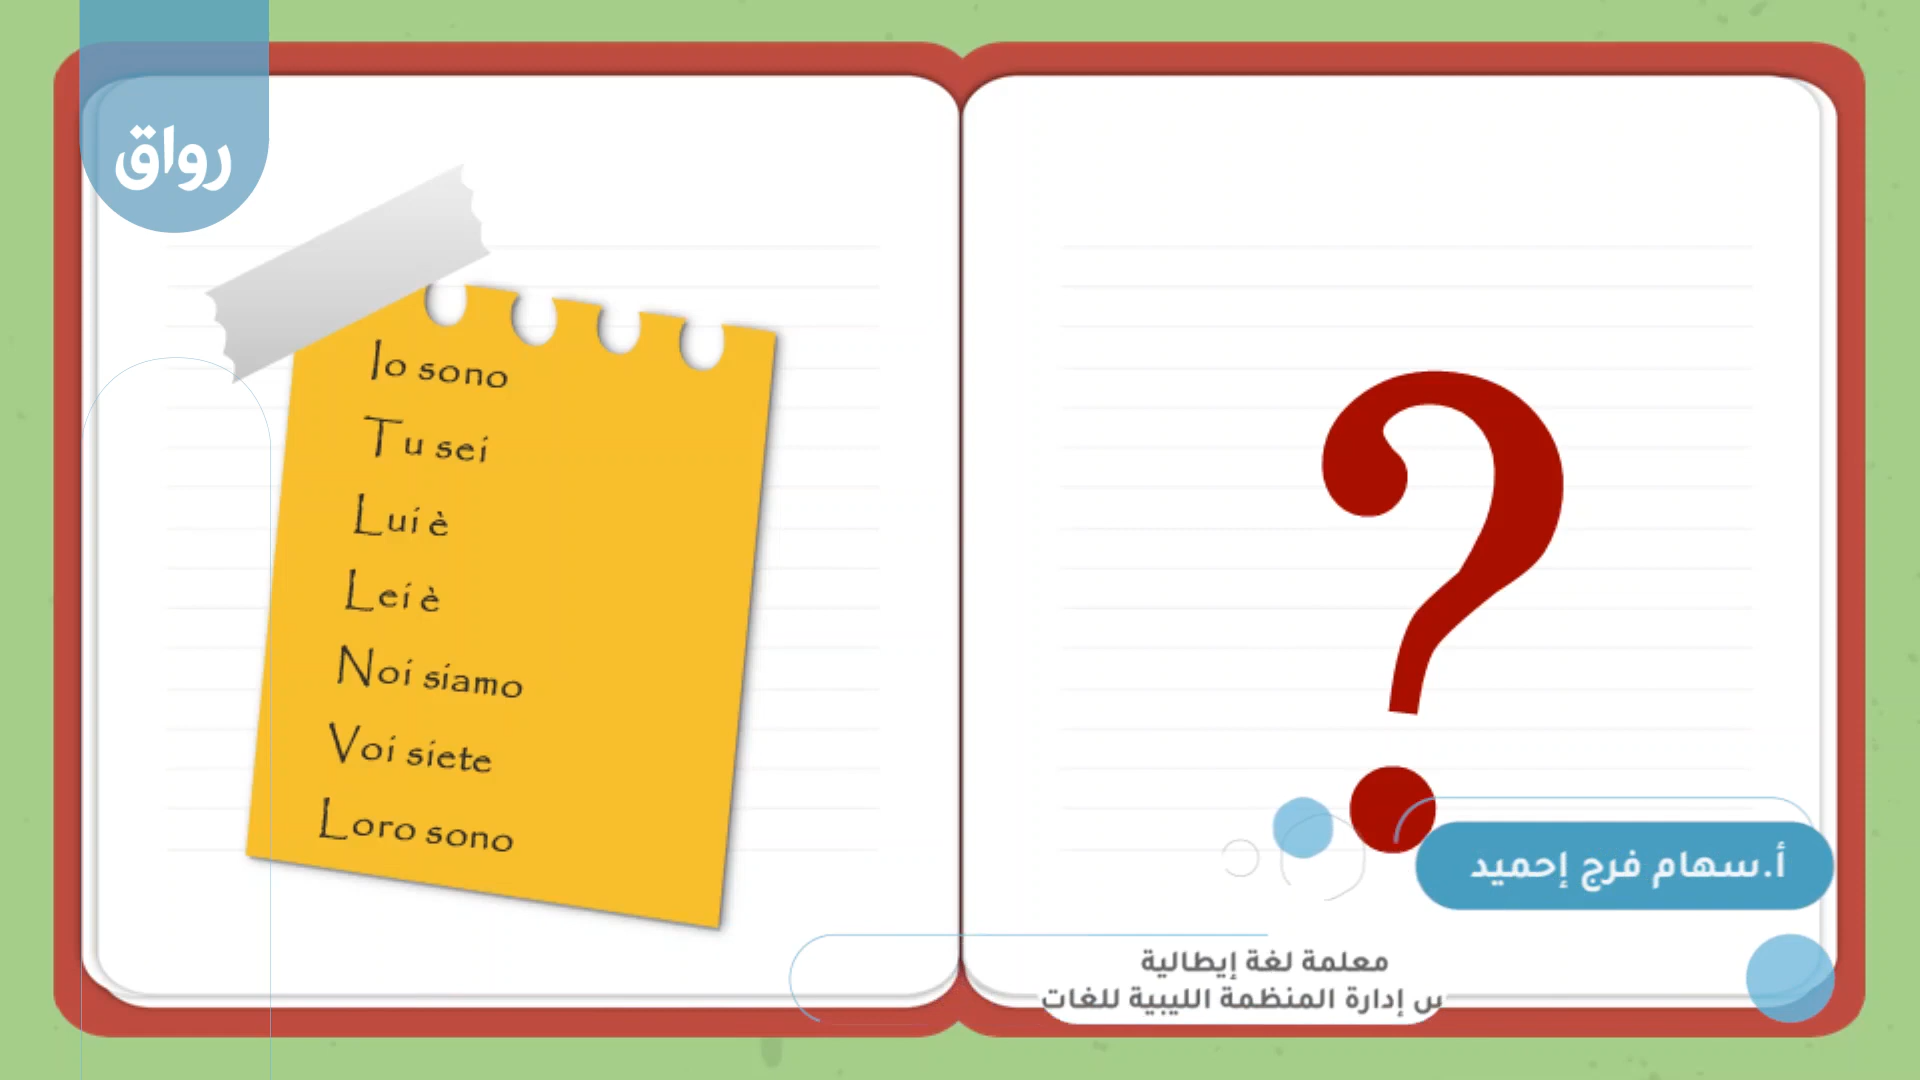 رواق
Io sono
Tu sei
Lui è
Lei è
Noi siamo
Voi siete
Loro sono
?
أ.سهام فرج إحميد
معلمة لغة إيطالية
إدارة المنظمة الليبية للغات